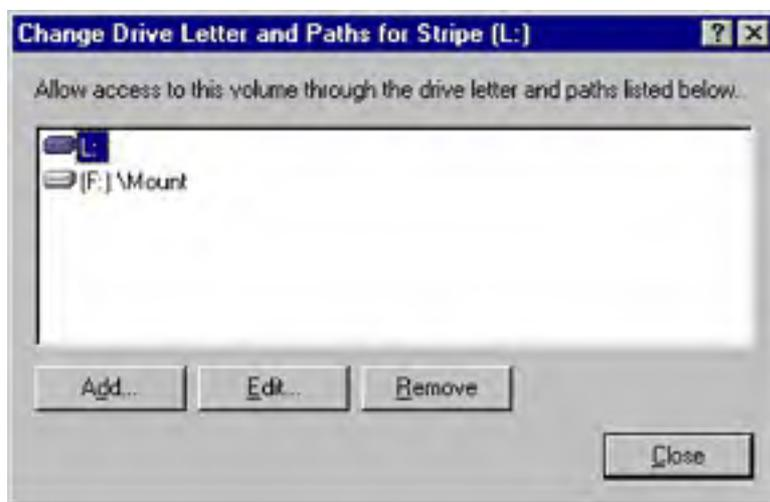 Change Drive Letter and Paths for Stripe (L:)
Allow access to this volume through the drive letter and paths listed below.
L:
(F:) \Mount
Add... Edit... Remove
Close